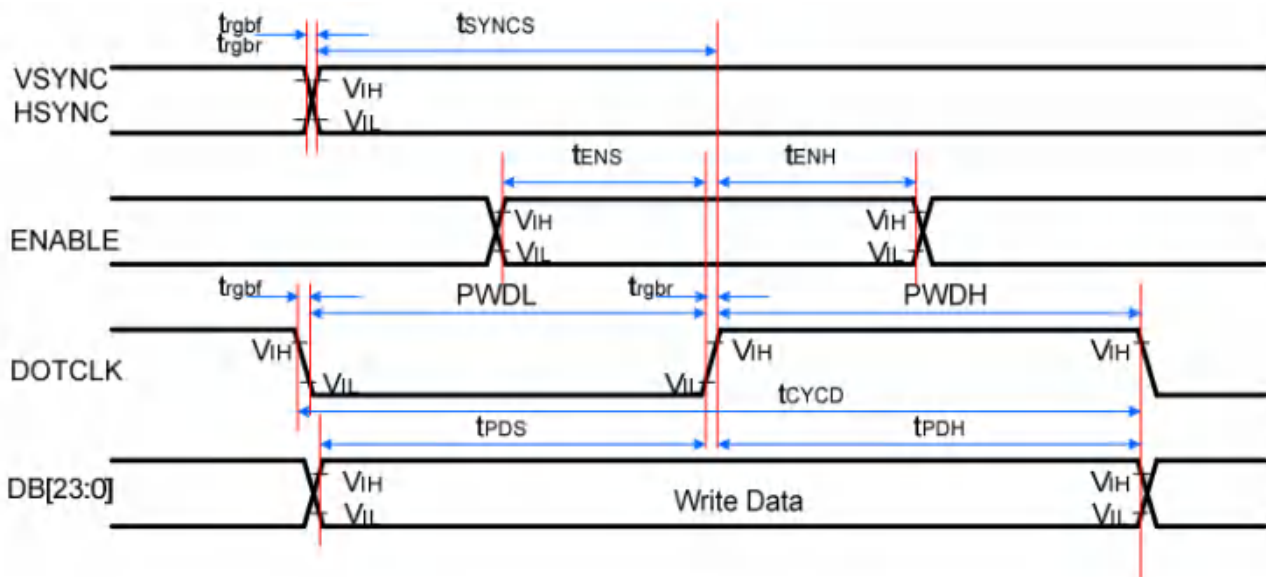 trgbf
trgbr
tSYNCS
VSYNC
HSYNC
VIH
VIL
tENS
tENH
ENABLE
VIH
VIL
VIH
VIL
trgbf
PWDL
trgbr
PWDH
DOTCLK
VIH
VIL
VIL
VIH
VIH
tCYCD
tPDS
tPDH
DB[23:0]
VIH
VIL
Write Data
VIH
VIL